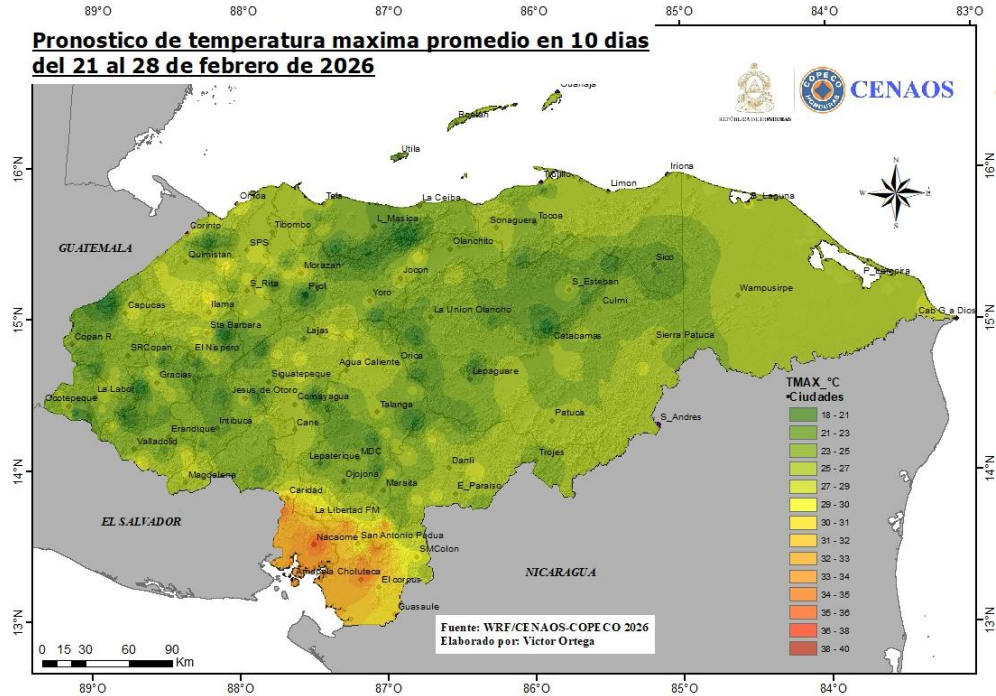 89°O 88°O 87°O 86°O 85°O 84°O 83°O
Pronostico de temperatura maxima promedio en 10 dias
del 21 al 28 de febrero de 2026
REPÚBLICA DE HONDURAS
COPECO
HONDURAS
CENAOS
Guanaja
Roatan
Utila
16°N 16°N
N
W
S
Trujillo
Limon
Iriona
Omoa
Tela
La Ceiba
B_Laguna
Corinto
Tibombo
L_Masica
Sonaguera
Tocoa
GUATEMALA
SPS
Quimistan
Olanchito
Morazan
Jocon
Sico
P_Lempira
S_Rita
Pijol
Yoro
S_Esteban
Wampusirpe
Capucas
Ilama
La Union Olancho
Culmi
Cab G_a Dios
15°N 15°N
Sta Barbara
Lajas
Copan R.
SRCopan
El Nispero
Catacamas
Sierra Patuca
Orica
Agua Caliente
Gracias
Siguatepeque
Lepaguare
La Labor
Jesus de Otoro
Comayagua
Talanga
Ocotepeque
Patuca
S_Andres
Intibuca
Cane
Erandique
Valladolid
MDC
Lepaterique
Trojes
Danli
14°N 14°N
Magdalena
Ojojona
Maraita
E_Paraiso
Caridad
La Libertad FM
EL SALVADOR
Nacaome
San Antonio Padua
SMColon
Amapala
Choluteca
El corpus
NICARAGUA
Guasaule
13°N 13°N
TMAX_°C
•Ciudades
18 - 21
21 - 23
23 - 25
25 - 27
27 - 29
29 - 30
30 - 31
31 - 32
32 - 33
33 - 34
34 - 35
35 - 36
36 - 38
38 - 40
Fuente: WRF/CENAOS-COPECO 2026
Elaborado por: Victor Ortega
0 15 30 60 90
Km
89°O 88°O 87°O 86°O 85°O 84°O 83°O